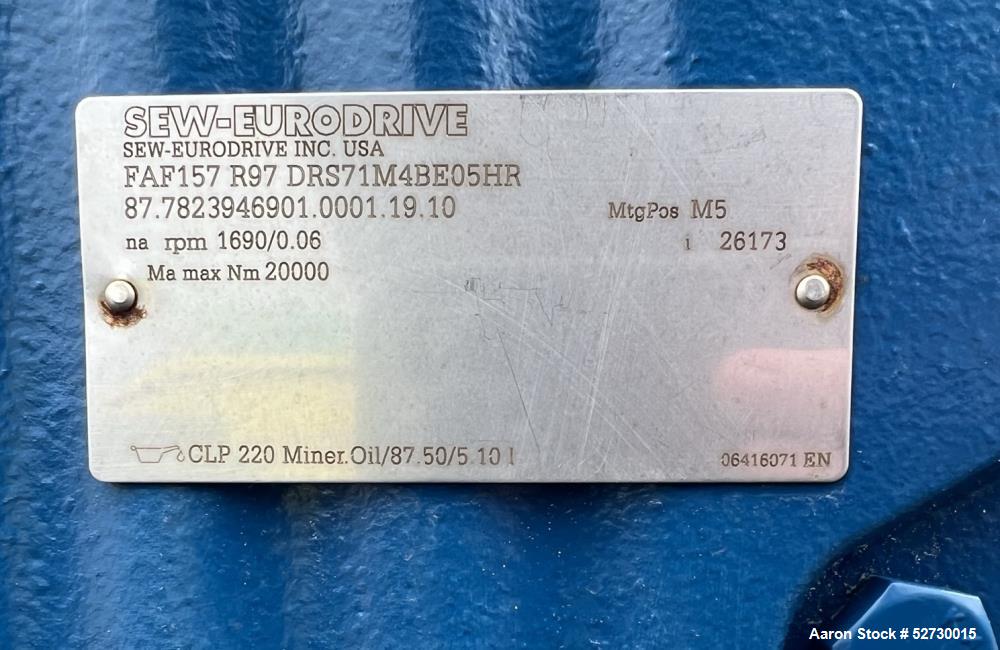 SEW-EURODRIVE
SEW-EURODRIVE INC. USA
FAF157 R97 DRS71M4BE05HR
87.7823946901.0001.19.10 MtgPos M5
na rpm 1690/0.06 i 26173
Ma max Nm 20000
CLP 220 Miner.Oil/87.50/5.10 l 06416071 EN
Aaron Stock # 52730015